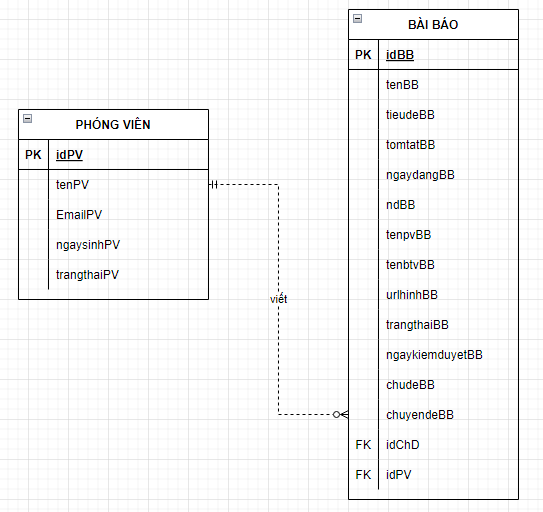 PHÓNG VIÊN
PK idPV
tenPV
EmailPV
ngaysinhPV
trangthaiPV
viết
BÀI BÁO
PK idBB
tenBB
tieudeBB
tomtatBB
ngaydangBB
ndBB
tenpvBB
tenbtvBB
urlhinhBB
trangthaiBB
ngaykiemduyetBB
chudeBB
chuyendeBB
FK idChD
FK idPV